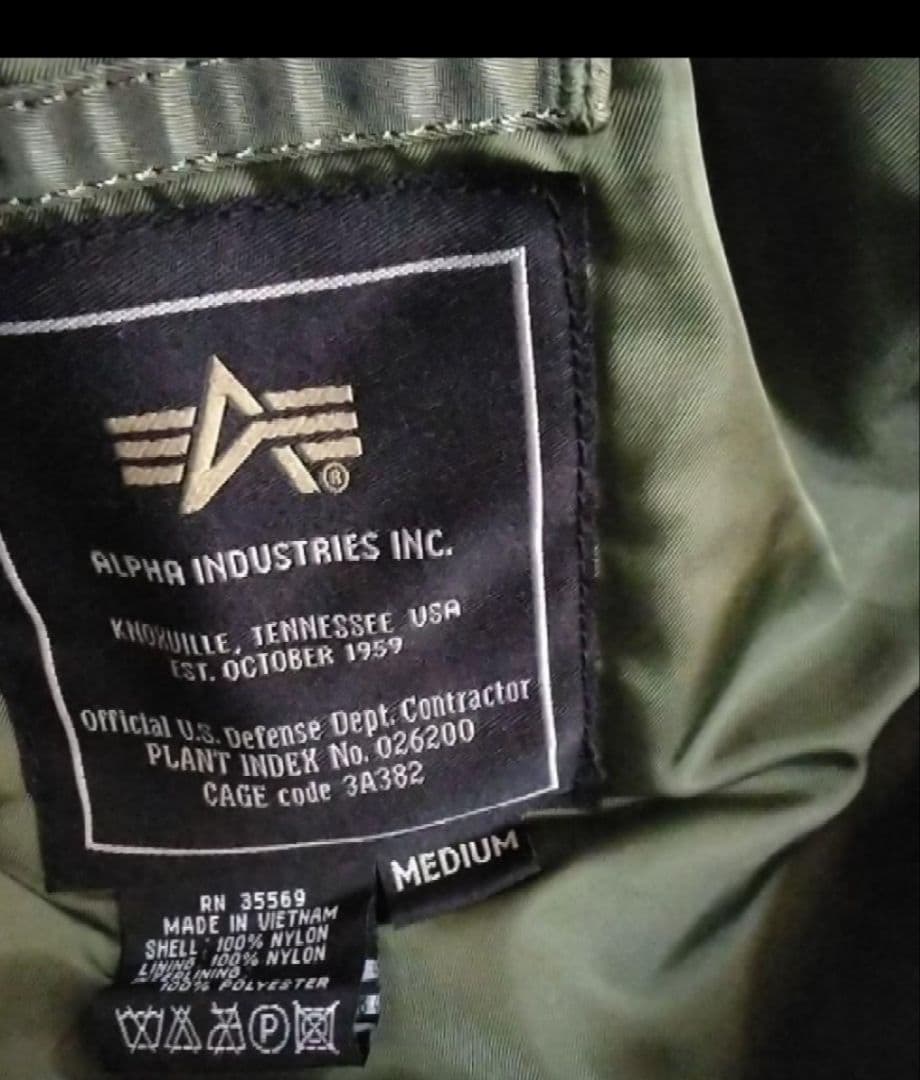 ALPHA INDUSTRIES INC.
KNOXVILLE, TENNESSEE USA
EST. OCTOBER 1959
Official U.S. Defense Dept. Contractor
PLANT INDEX No. 026200
CAGE code 3A382
MEDIUM
RN 35569
MADE IN VIETNAM
SHELL : 100% NYLON
LINING : 100% NYLON
INTERLINING :
100% POLYESTER
P